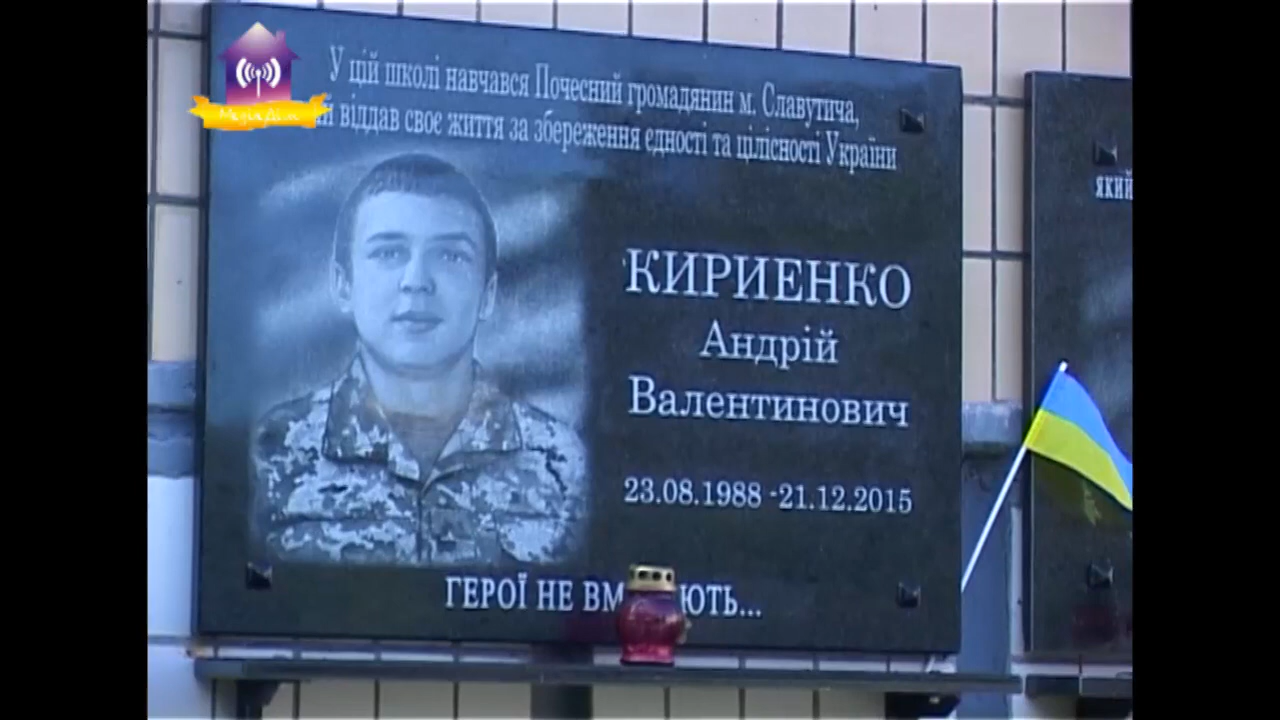 У цій школі навчався Почесний громадянин м. Славутича,
віддав своє життя за збереження єдності та цілісності України
КИРИЕНКО
Андрій
Валентинович
23.08.1988 -21.12.2015
ГЕРОЇ НЕ
який